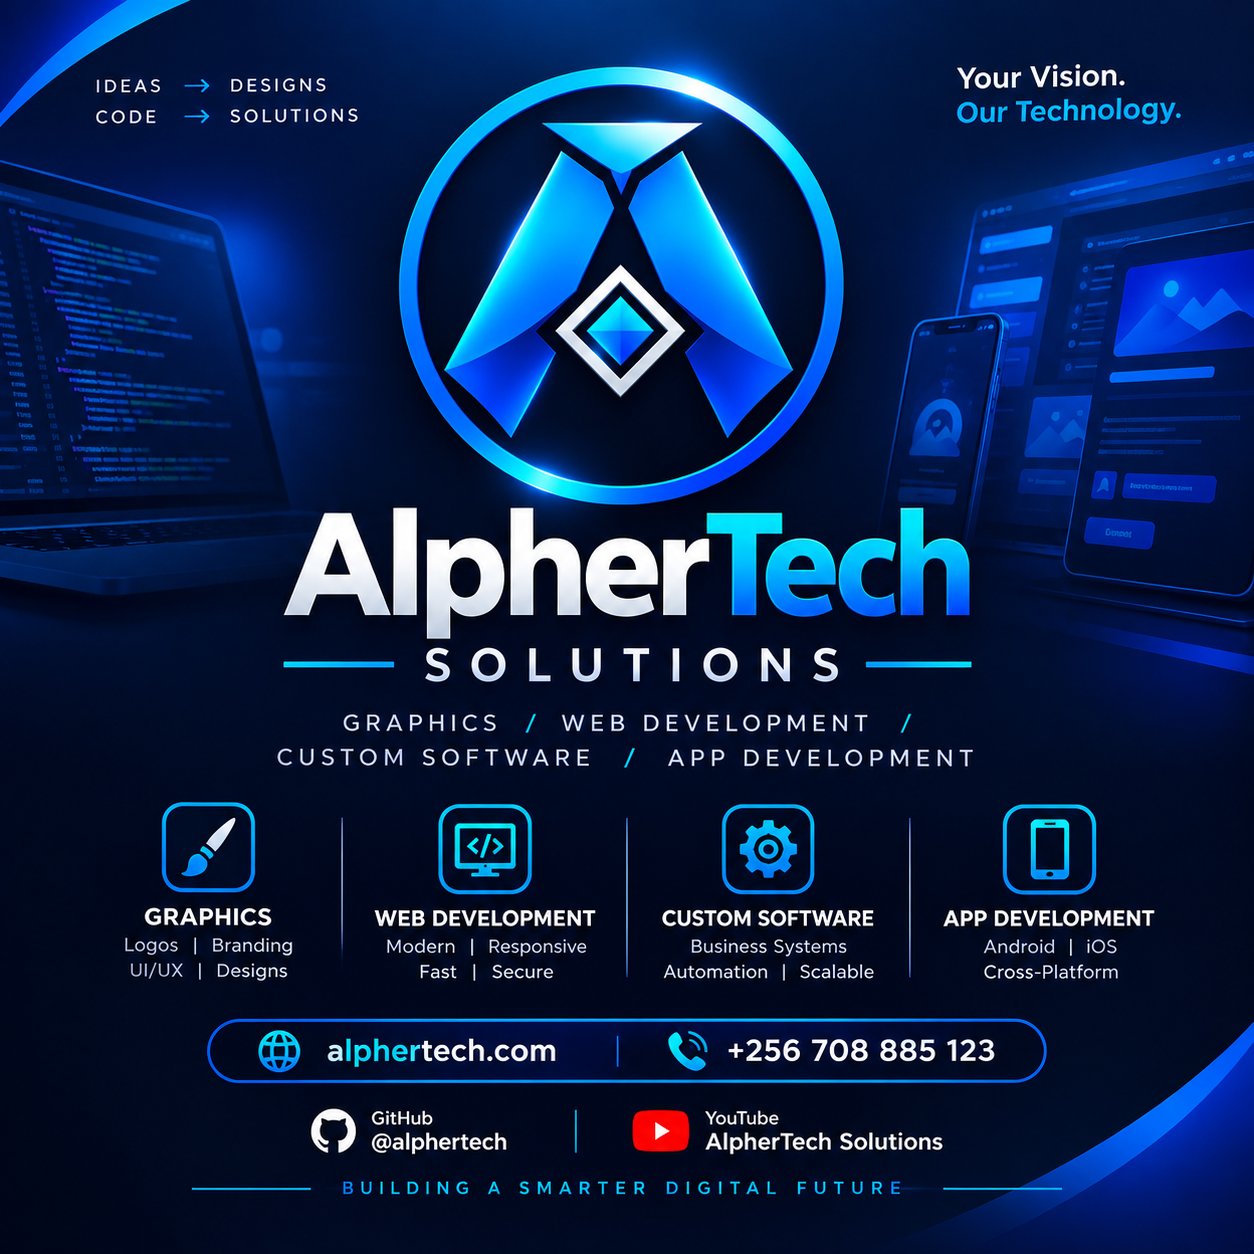 IDEAS → DESIGNS
CODE → SOLUTIONS
Your Vision.
Our Technology.
AlpherTech
SOLUTIONS
GRAPHICS / WEB DEVELOPMENT /
CUSTOM SOFTWARE / APP DEVELOPMENT
GRAPHICS
Logos | Branding
UI/UX | Designs
WEB DEVELOPMENT
Modern | Responsive
Fast | Secure
CUSTOM SOFTWARE
Business Systems
Automation | Scalable
APP DEVELOPMENT
Android | iOS
Cross-Platform
alphertech.com | +256 708 885 123
GitHub
@alphertech
YouTube
AlpherTech Solutions
BUILDING A SMARTER DIGITAL FUTURE